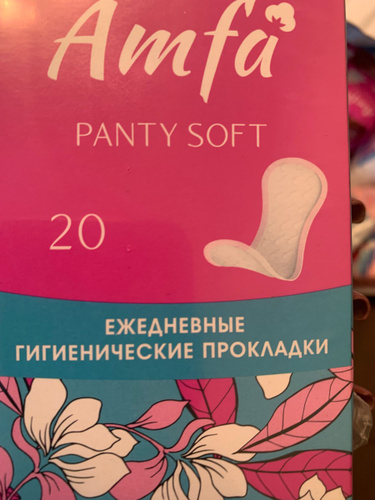 Amfa
PANTY SOFT
20
ЕЖЕДНЕВНЫЕ
ГИГИЕНИЧЕСКИЕ ПРОКЛАДКИ